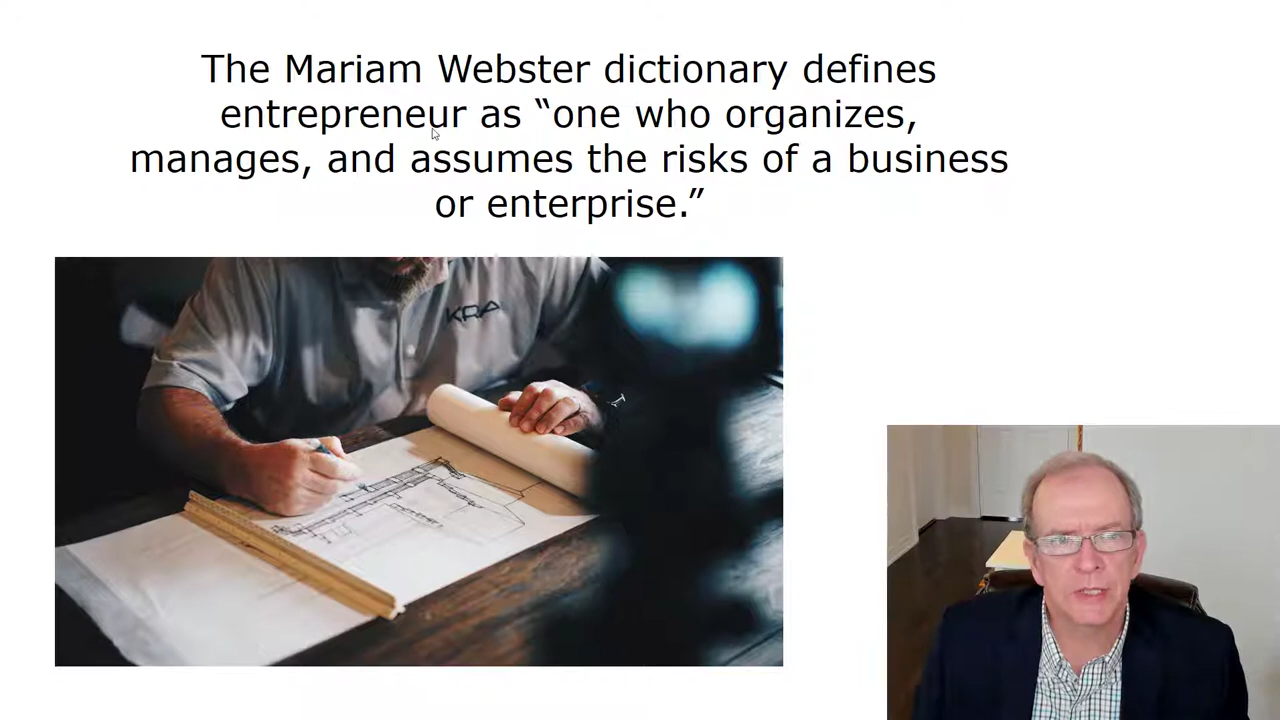 The Mariam Webster dictionary defines
entrepreneur as “one who organizes,
manages, and assumes the risks of a business
or enterprise.”
KRA